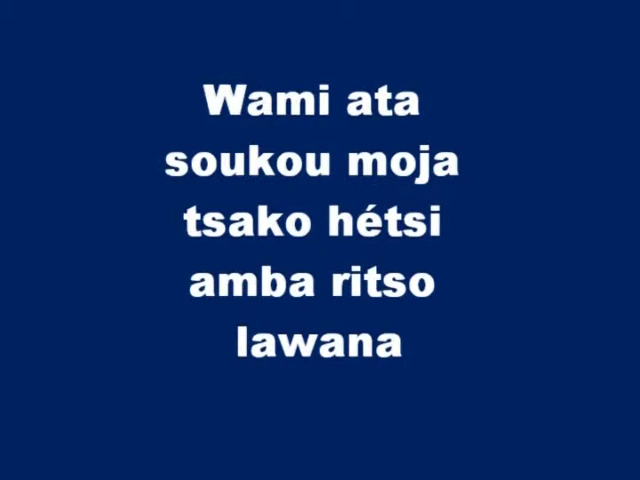 Wami ata
soukou moja
tsako hétsi
amba ritso
lawana